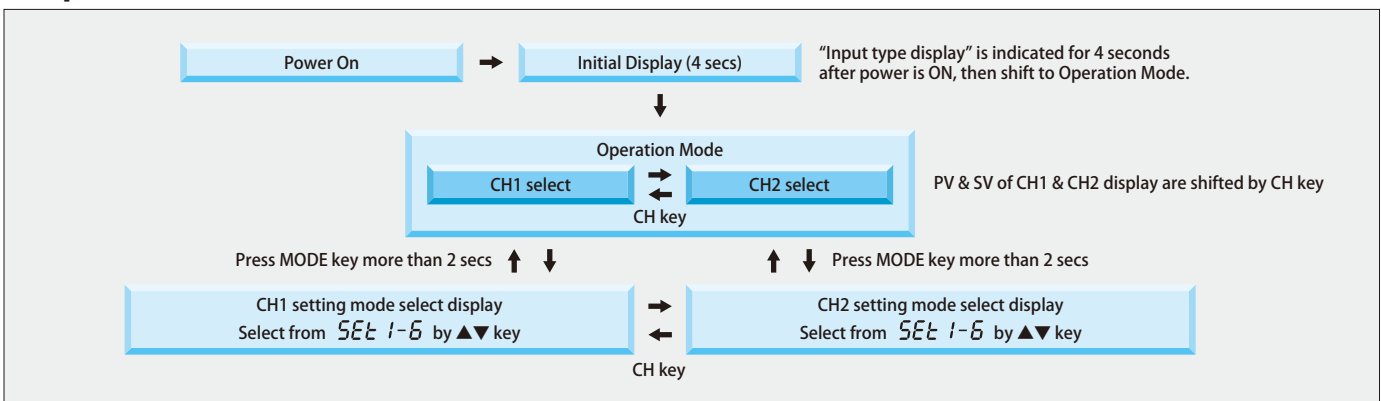 Power On
Initial Display (4 secs)
“Input type display” is indicated for 4 seconds
after power is ON, then shift to Operation Mode.
Operation Mode
CH1 select
CH2 select
PV & SV of CH1 & CH2 display are shifted by CH key
CH key
Press MODE key more than 2 secs
Press MODE key more than 2 secs
CH1 setting mode select display
Select from SEt 1-6 by ▲▼ key
CH2 setting mode select display
Select from SEt 1-6 by ▲▼ key
CH key